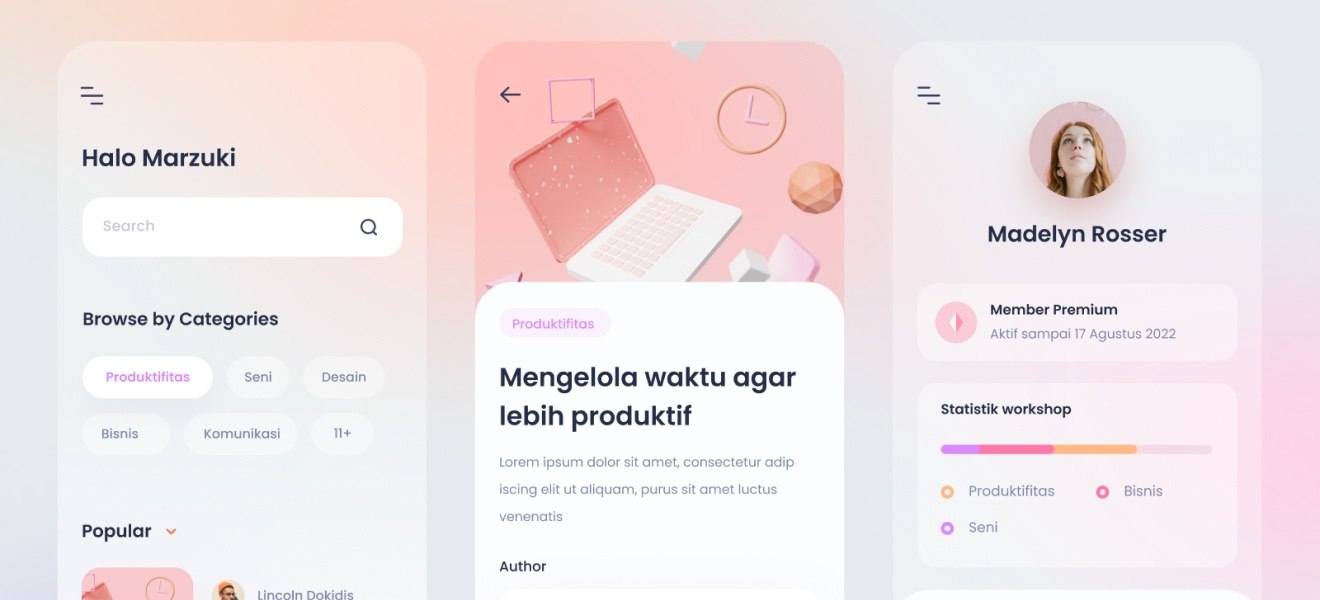 Halo Marzuki
Search
Browse by Categories
Produktifitas
Seni
Desain
Bisnis
Komunikasi
11+
Popular
Lincoln Dokidis
Produktifitas
Mengelola waktu agar
lebih produktif
Lorem ipsum dolor sit amet, consectetur adip
iscing elit ut aliquam, purus sit amet luctus
venenatis
Author
Madelyn Rosser
Member Premium
Aktif sampai 17 Agustus 2022
Statistik workshop
Produktifitas
Bisnis
Seni